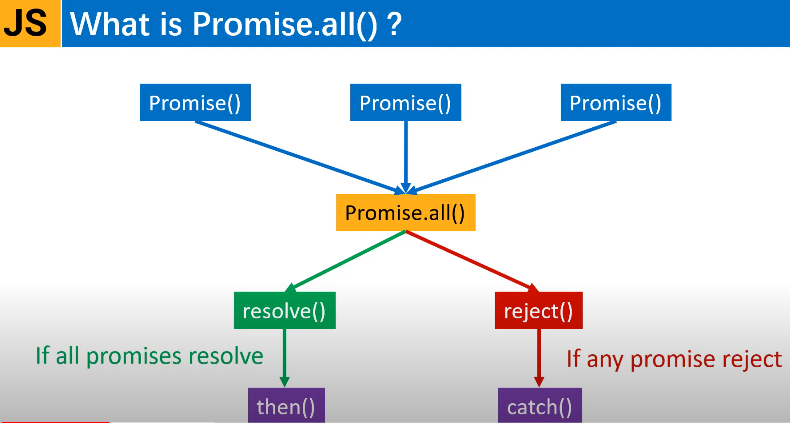 JS What is Promise.all() ?
Promise() Promise() Promise()
Promise.all()
resolve() reject()
If all promises resolve If any promise reject
then() catch()